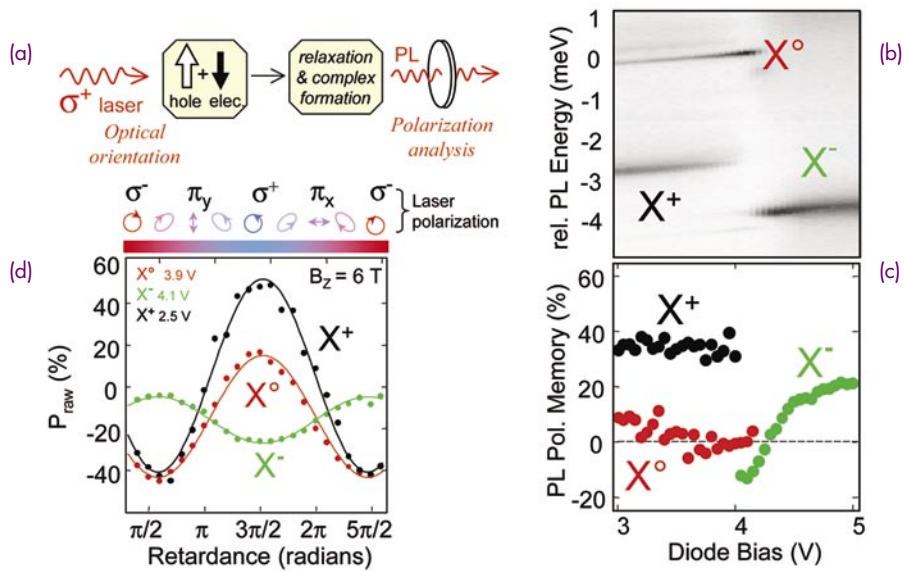 (a)
σ+ laser
Optical
orientation
hole + elec.
relaxation
& complex
formation
PL
Polarization
analysis
σ- πy σ+ πx σ-
Laser
polarization
(b)
rel. PL Energy (meV)
1
0
-1
-2
-3
-4
X°
X+
X-
(d)
P raw (%)
60
40
20
0
-20
-40
X° 3.9 V
X- 4.1 V
X+ 2.5 V
Bz = 6 T
X+
X°
X-
π/2 π 3π/2 2π 5π/2
Retardance (radians)
(c)
PL Pol. Memory (%)
60
40
20
0
-20
X+
X-
X°
3 4 5
Diode Bias (V)